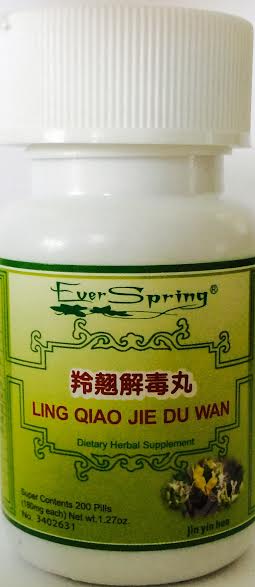 Ever Spring®
羚翹解毒丸
LING QIAO JIE DU WAN
Dietary Herbal Supplement
Super Contents 200 Pills
(180mg each) Net wt.1.27oz.
No. 3402631
jin yin hua